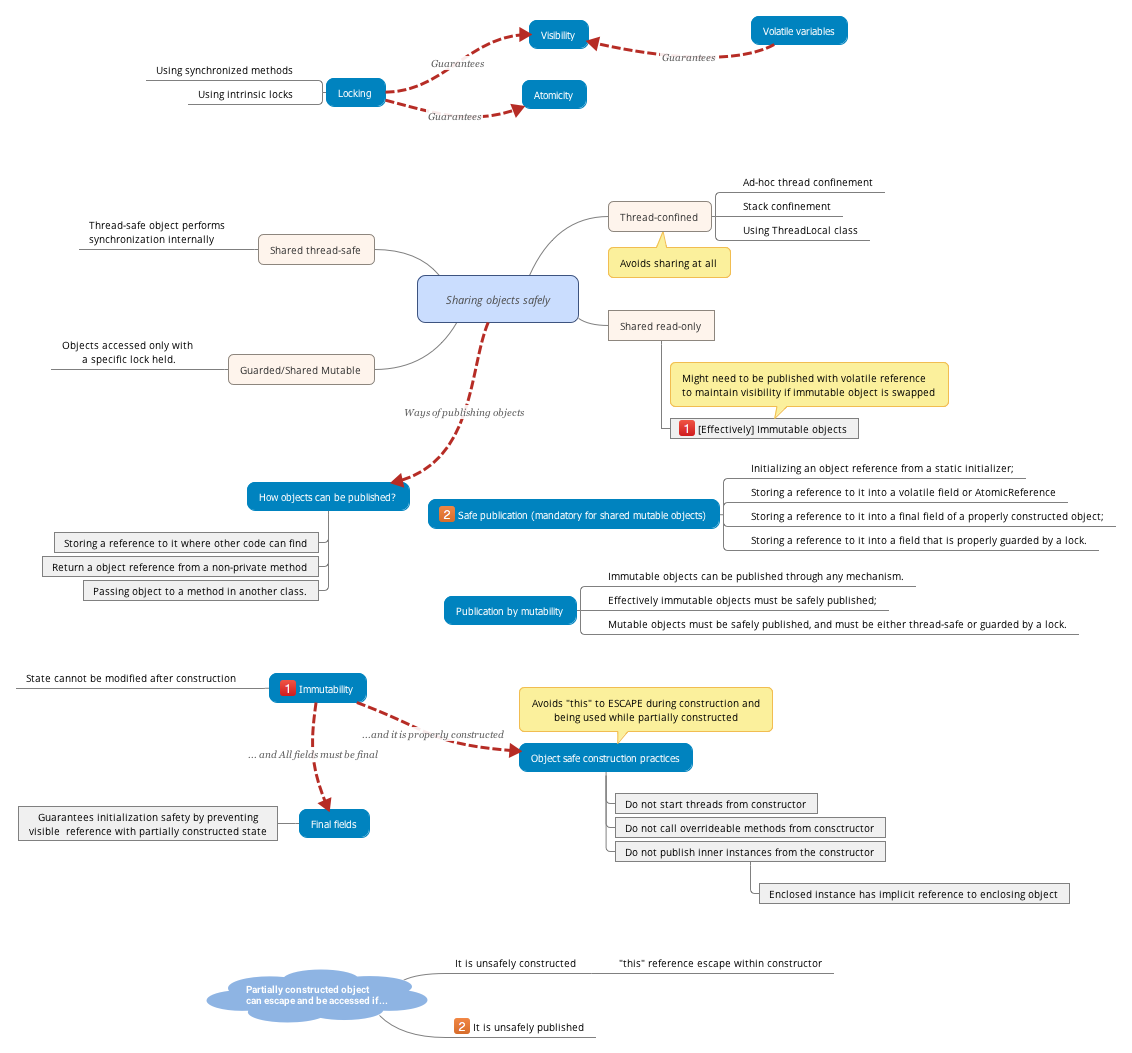 Visibility
Volatile variables
Guarantees
Guarantees
Using synchronized methods
Using intrinsic locks
Locking
Atomicity
Guarantees
Ad-hoc thread confinement
Stack confinement
Using ThreadLocal class
Thread-confined
Avoids sharing at all
Thread-safe object performs
synchronization internally
Shared thread-safe
Sharing objects safely
Shared read-only
Objects accessed only with
a specific lock held.
Guarded/Shared Mutable
Might need to be published with volatile reference
to maintain visibility if immutable object is swapped
1 [Effectively] Immutable objects
Ways of publishing objects
How objects can be published?
Storing a reference to it where other code can find
Return a object reference from a non-private method
Passing object to a method in another class.
2 Safe publication (mandatory for shared mutable objects)
Initializing an object reference from a static initializer;
Storing a reference to it into a volatile field or AtomicReference
Storing a reference to it into a final field of a properly constructed object;
Storing a reference to it into a field that is properly guarded by a lock.
Publication by mutability
Immutable objects can be published through any mechanism.
Effectively immutable objects must be safely published;
Mutable objects must be safely published, and must be either thread-safe or guarded by a lock.
State cannot be modified after construction
1 Immutability
...and it is properly constructed
... and All fields must be final
Avoids "this" to ESCAPE during construction and
being used while partially constructed
Object safe construction practices
Do not start threads from constructor
Do not call overrideable methods from consctructor
Do not publish inner instances from the constructor
Enclosed instance has implicit reference to enclosing object
Guarantees initialization safety by preventing
visible  reference with partially constructed state
Final fields
Partially constructed object
can escape and be accessed if...
It is unsafely constructed
"this" reference escape within constructor
2 It is unsafely published